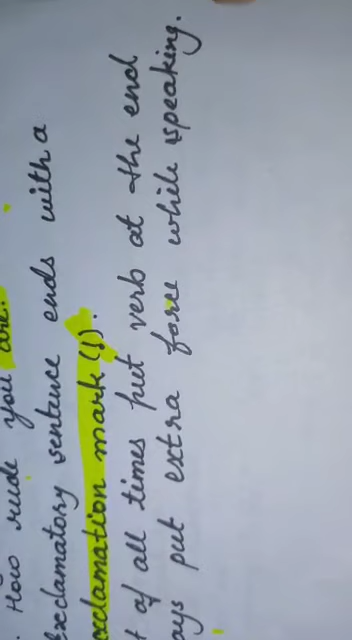 How rude you are.
Exclamatory sentence ends with a
exclamation mark (!).
t of all times put verb at the end
ays put extra force while speaking.